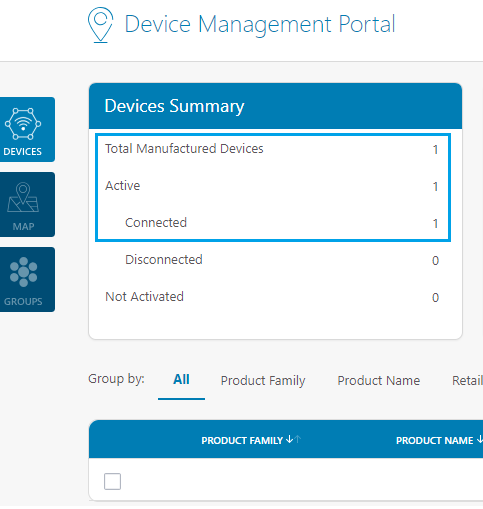 Device Management Portal
DEVICES
MAP
GROUPS
Devices Summary
Total Manufactured Devices 1
Active 1
Connected 1
Disconnected 0
Not Activated 0
Group by: All Product Family Product Name Retail
PRODUCT FAMILY ↓↑ PRODUCT NAME ↓